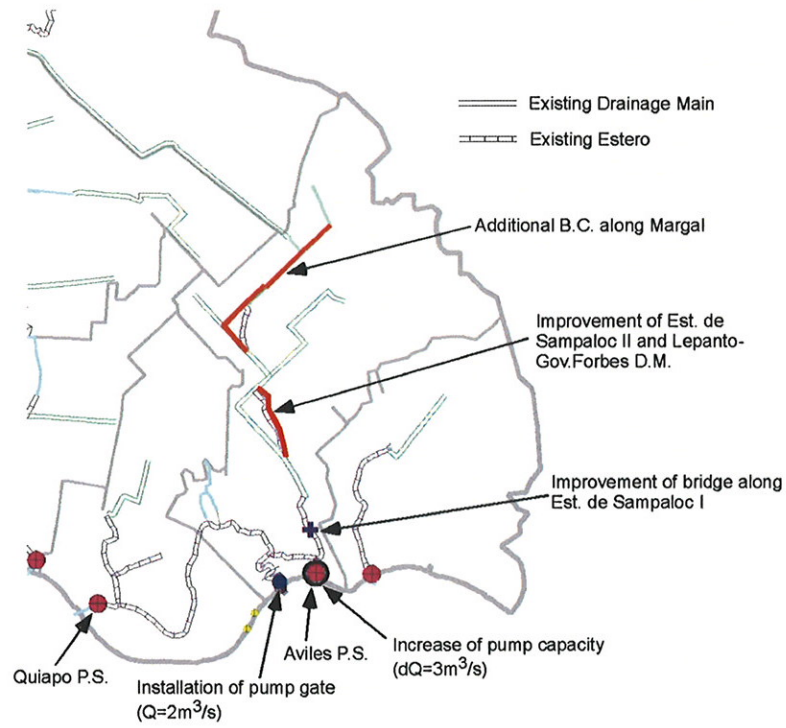 Existing Drainage Main
Existing Estero
Additional B.C. along Margal
Improvement of Est. de
Sampaloc II and Lepanto-
Gov.Forbes D.M.
Improvement of bridge along
Est. de Sampaloc I
Increase of pump capacity
(dQ=3m³/s)
Aviles P.S.
Quiapo P.S.
Installation of pump gate
(Q=2m³/s)